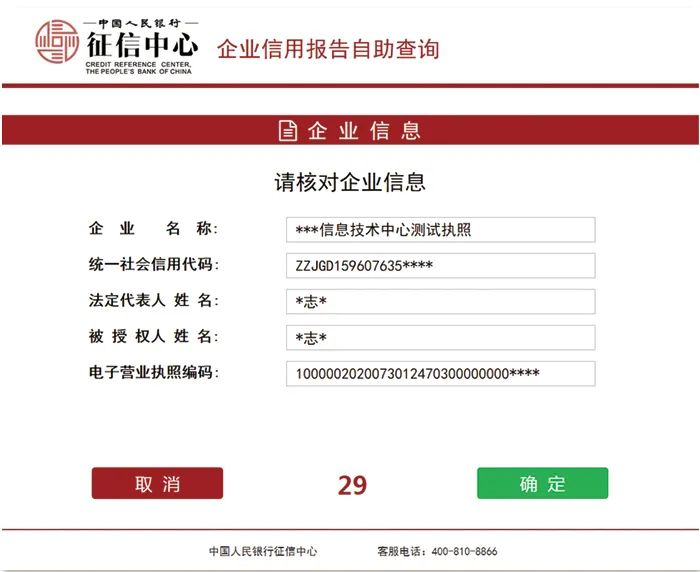 中国人民银行
征信中心
CREDIT REFERENCE CENTER,
THE PEOPLE'S BANK OF CHINA
企业信用报告自助查询
企业信息
请核对企业信息
企业名称: ***信息技术中心测试执照
统一社会信用代码: ZZJGD159607635****
法定代表人姓名: *志*
被授权人姓名: *志*
电子营业执照编码: 1000002020073012470300000000****
取消 29 确定
中国人民银行征信中心 客服电话: 400-810-8866